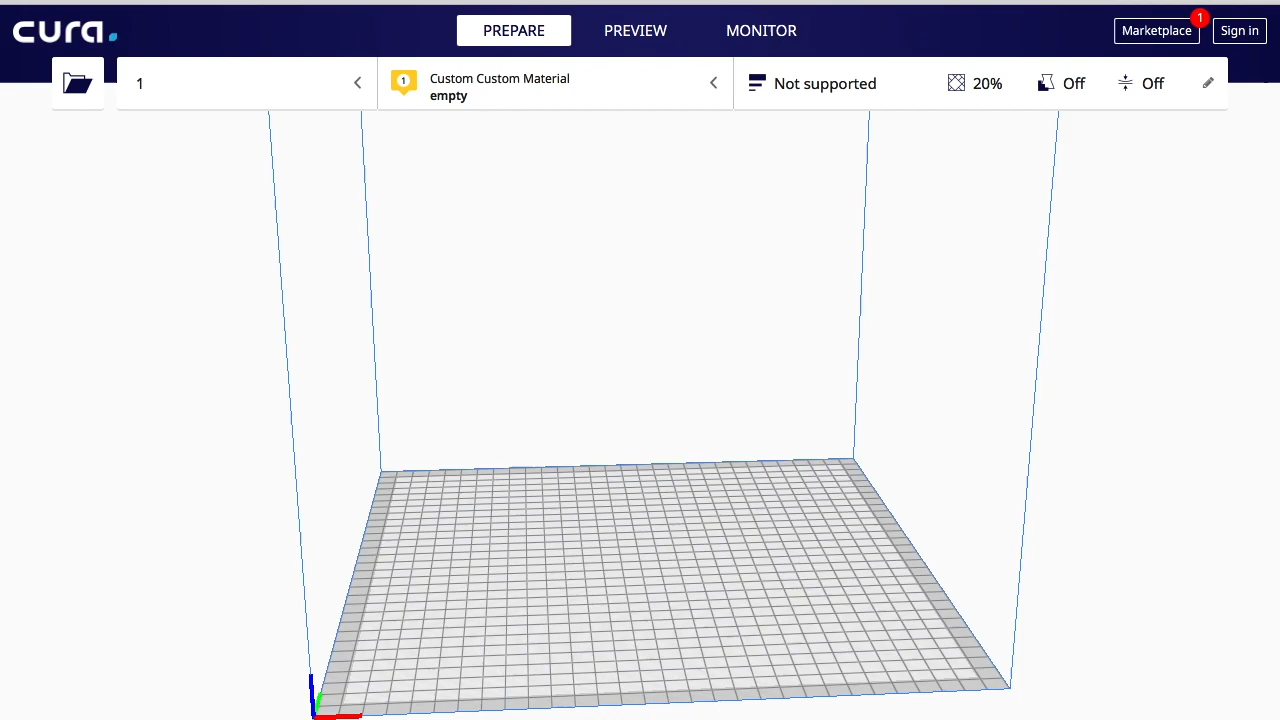 cura.
PREPARE
PREVIEW
MONITOR
Marketplace
1
Sign in
1
1
Custom Custom Material
empty
Not supported
20%
Off
Off